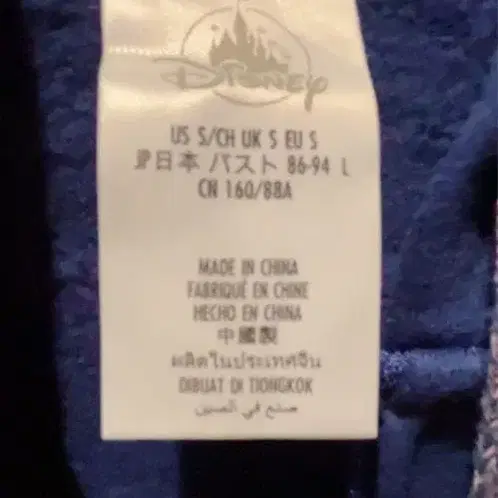 Disney
US S/CH UK S EU S
JP日本 バスト 86-94 L
CN 160/88A
MADE IN CHINA
FABRIQUÉ EN CHINE
HECHO EN CHINA
中國製
ผลิตในประเทศจีน
DIBUAT DI TIONGKOK
صنع في الصين